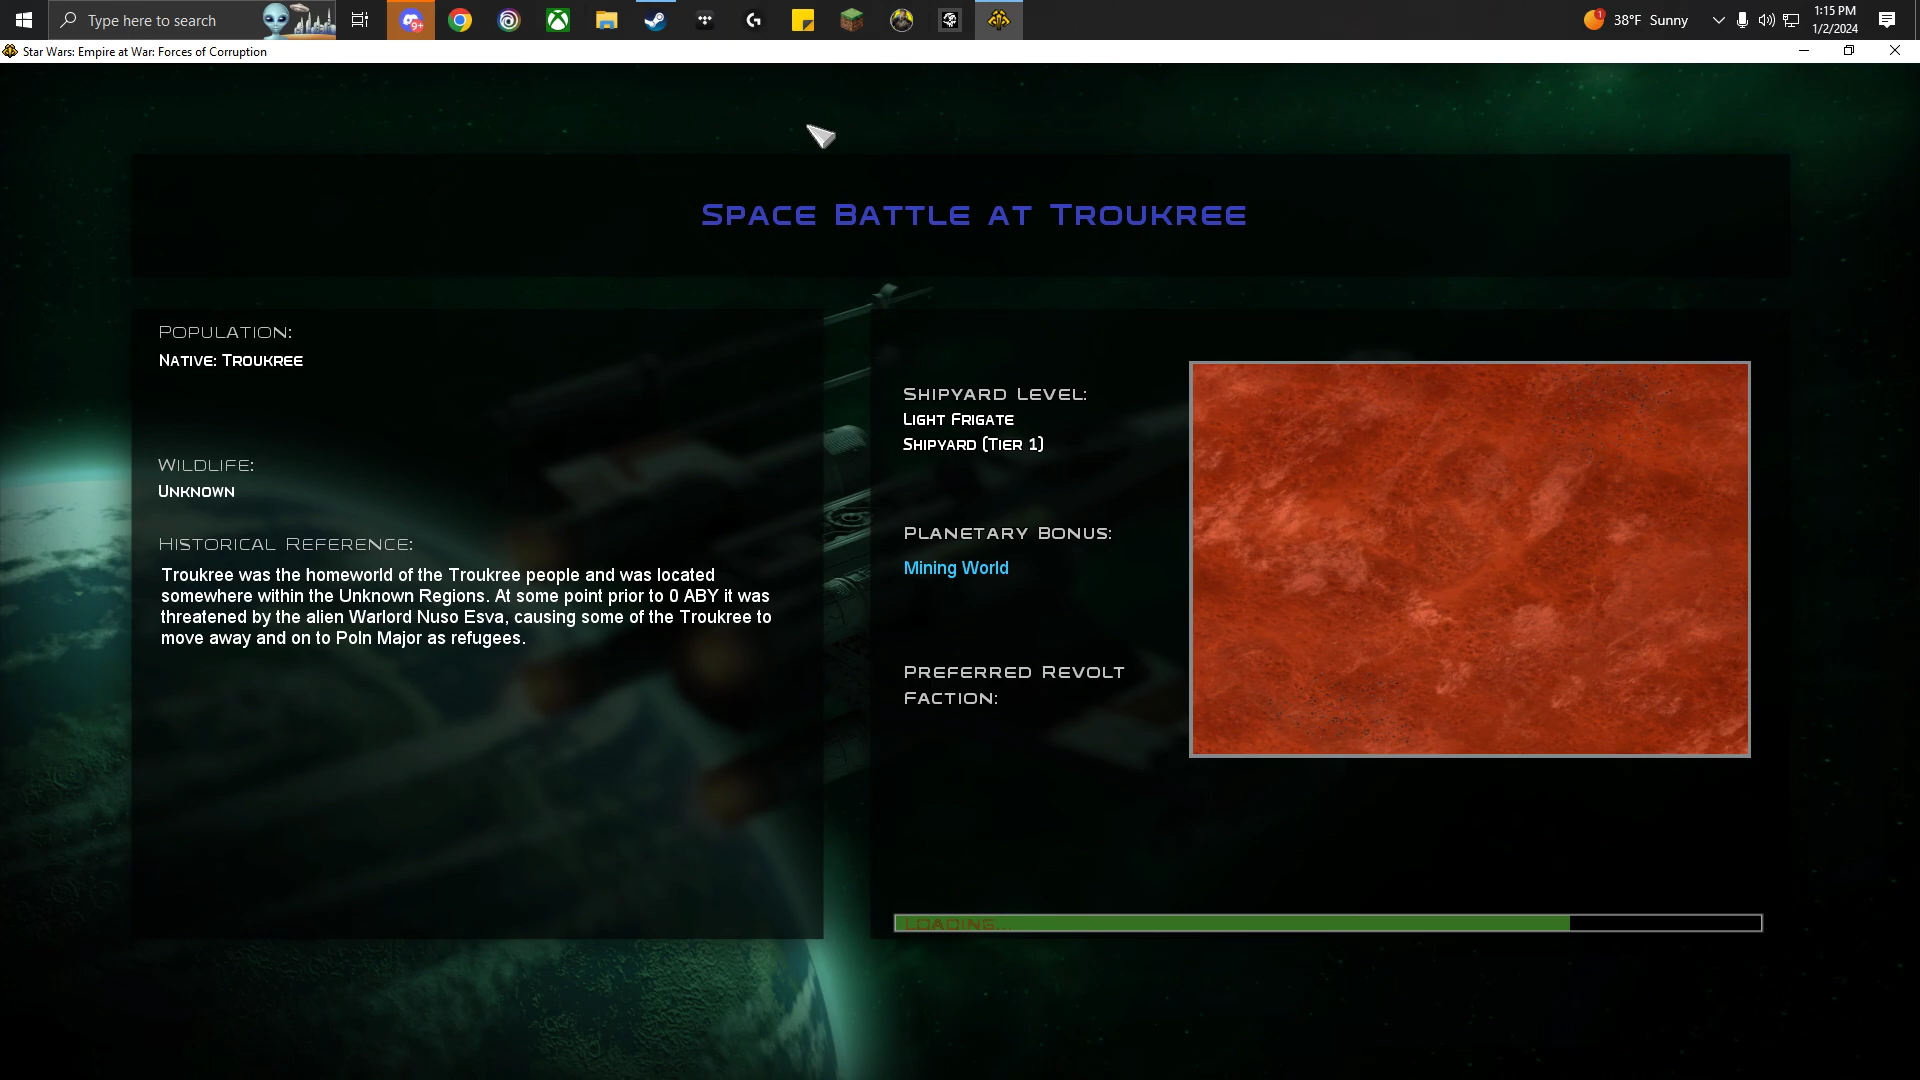 Type here to search
9+
1
38°F Sunny
1:15 PM
1/2/2024
Star Wars: Empire at War: Forces of Corruption
Space Battle at Troukree
Population:
Native: Troukree
Wildlife:
Unknown
Historical Reference:
Troukree was the homeworld of the Troukree people and was located
somewhere within the Unknown Regions. At some point prior to 0 ABY it was
threatened by the alien Warlord Nuso Esva, causing some of the Troukree to
move away and on to Poln Major as refugees.
Shipyard Level:
Light Frigate
Shipyard (Tier 1)
Planetary Bonus:
Mining World
Preferred Revolt
Faction:
Loading...